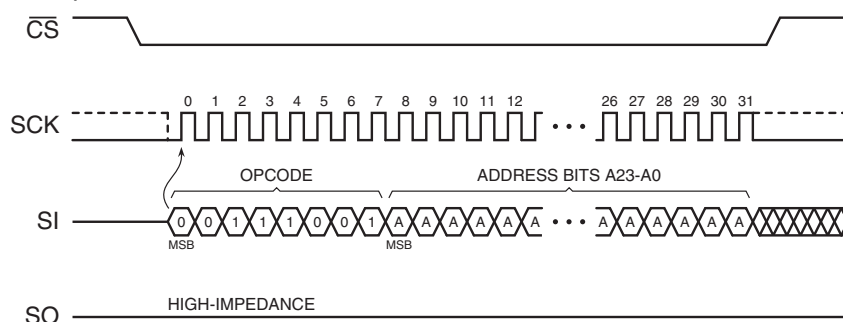 CS
0 1 2 3 4 5 6 7 8 9 10 11 12 26 27 28 29 30 31
SCK • • •
OPCODE ADDRESS BITS A23-A0
SI 0 0 1 1 1 0 0 1 A A A A A A • • • A A A A A A
MSB MSB
HIGH-IMPEDANCE
SO